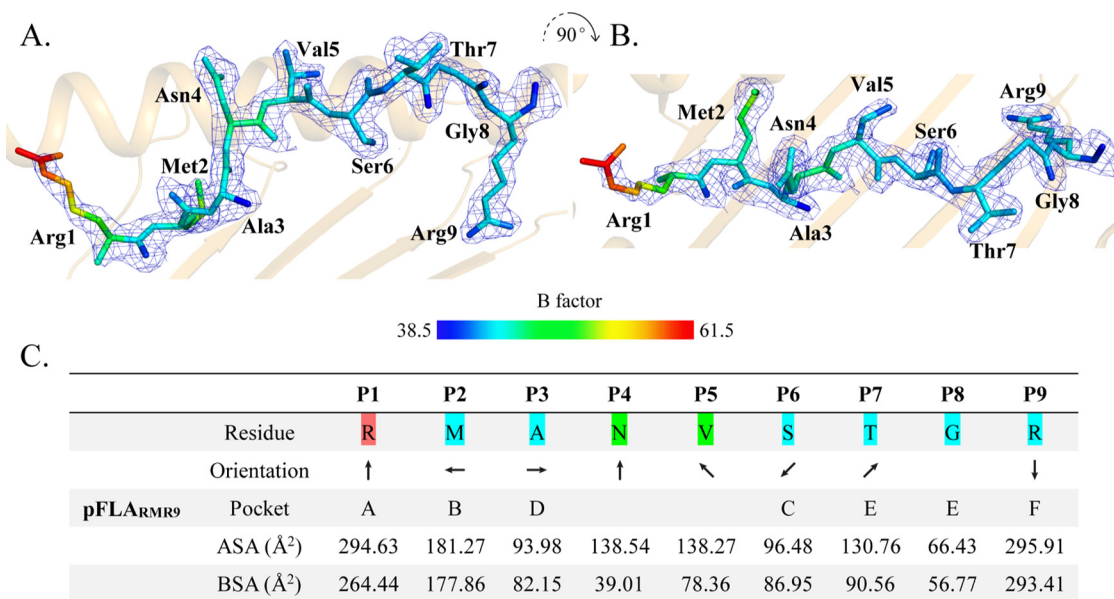 A.
Val5
Thr7
90°
B.
Asn4
Met2
Ser6
Gly8
Arg1
Ala3
Arg9
Val5
Arg9
Met2
Asn4
Ser6
Arg1
Ala3
Gly8
Thr7
B factor
38.5 61.5
C.
P1 P2 P3 P4 P5 P6 P7 P8 P9
Residue R M A N V S T G R
Orientation ↑ ← → ↑ ↖ ↙ ↗ ↓
pFLARMR9 Pocket A B D C E E F
ASA (Å²) 294.63 181.27 93.98 138.54 138.27 96.48 130.76 66.43 295.91
BSA (Å²) 264.44 177.86 82.15 39.01 78.36 86.95 90.56 56.77 293.41